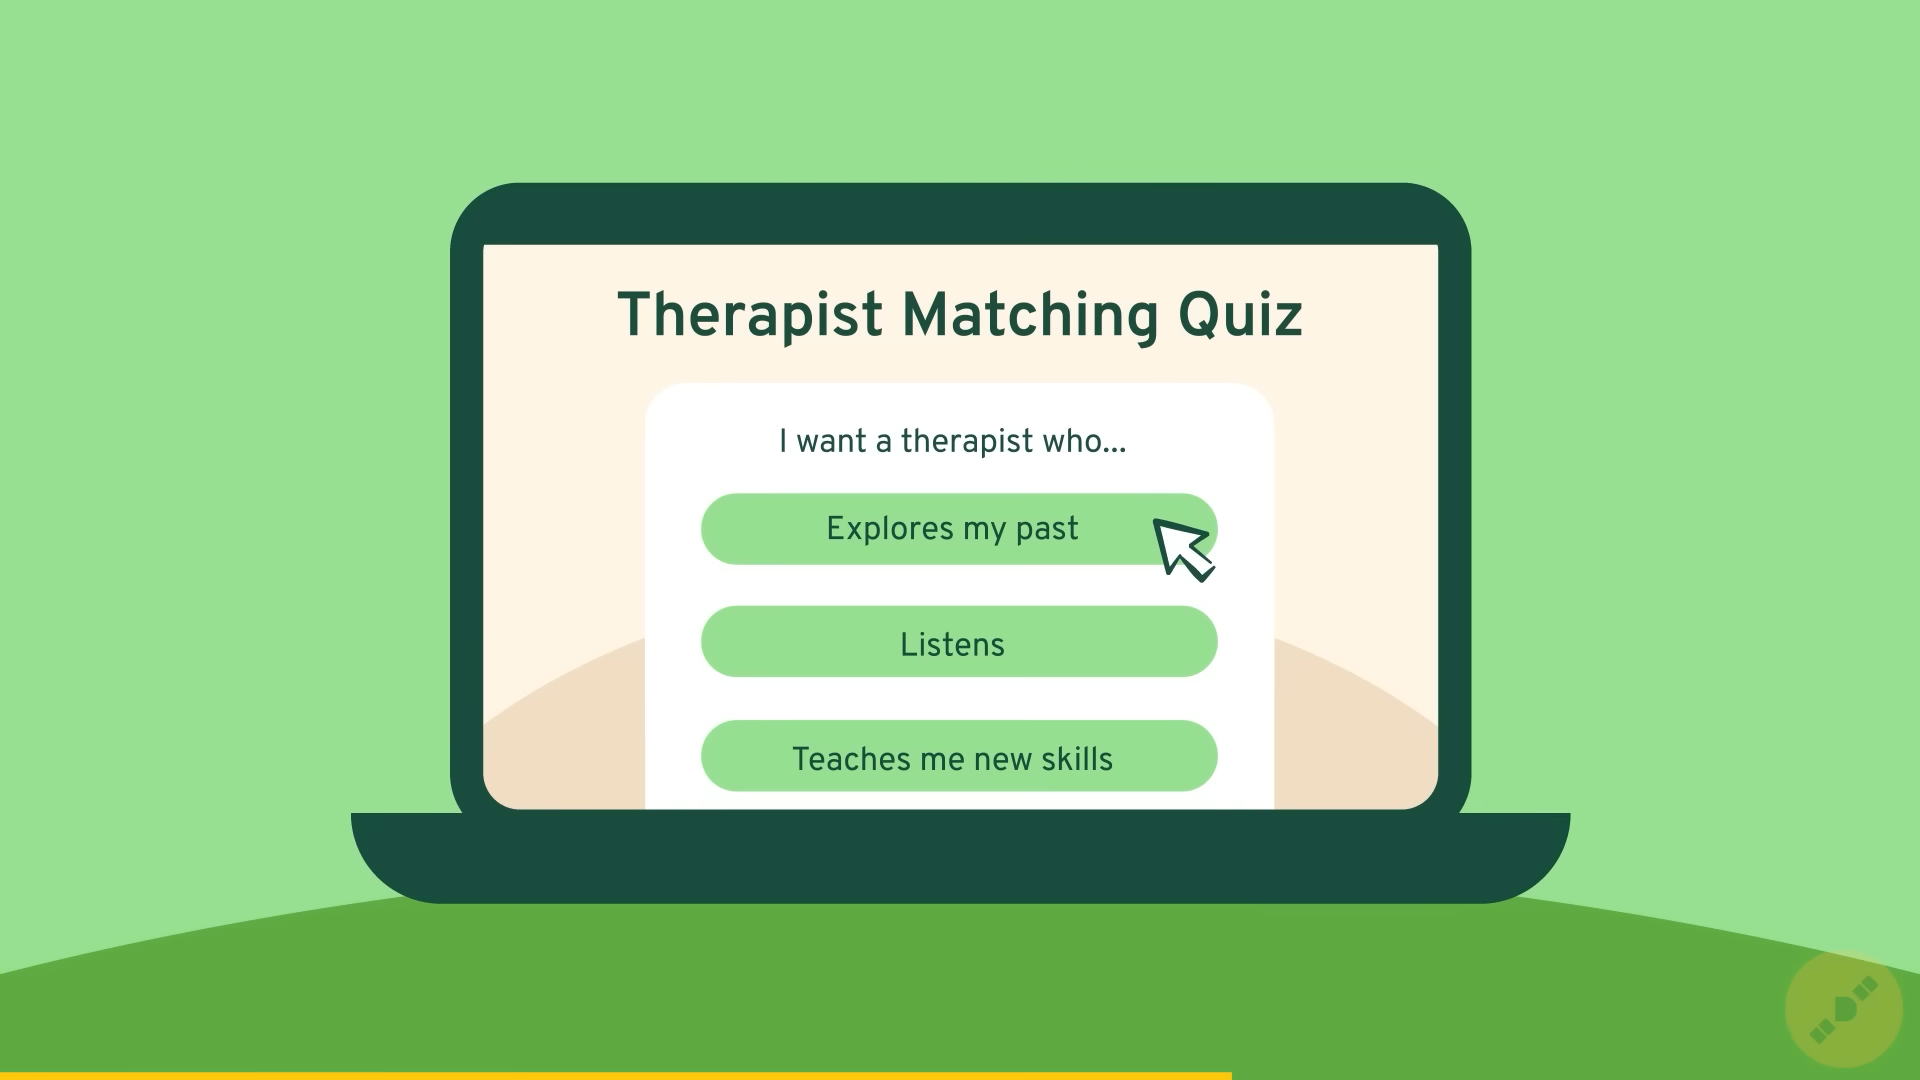 Therapist Matching Quiz
I want a therapist who...
Explores my past
Listens
Teaches me new skills